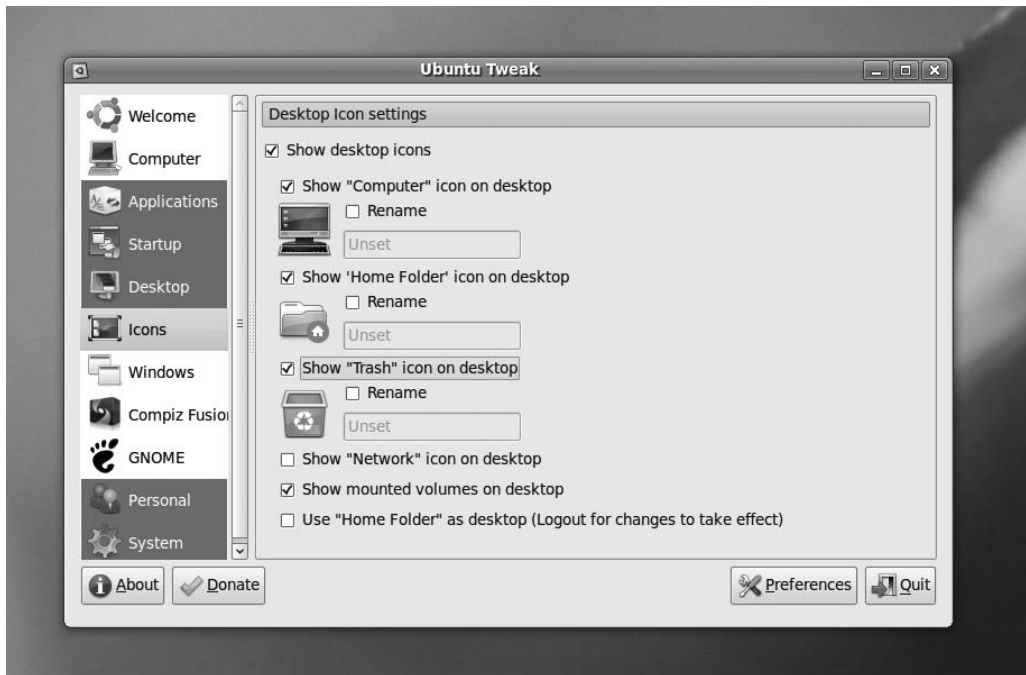 Ubuntu Tweak
Welcome
Computer
Applications
Startup
Desktop
Icons
Windows
Compiz Fusion
GNOME
Personal
System
Desktop Icon settings
Show desktop icons
Show "Computer" icon on desktop
Rename
Unset
Show 'Home Folder' icon on desktop
Rename
Unset
Show "Trash" icon on desktop
Rename
Unset
Show "Network" icon on desktop
Show mounted volumes on desktop
Use "Home Folder" as desktop (Logout for changes to take effect)
About
Donate
Preferences
Quit